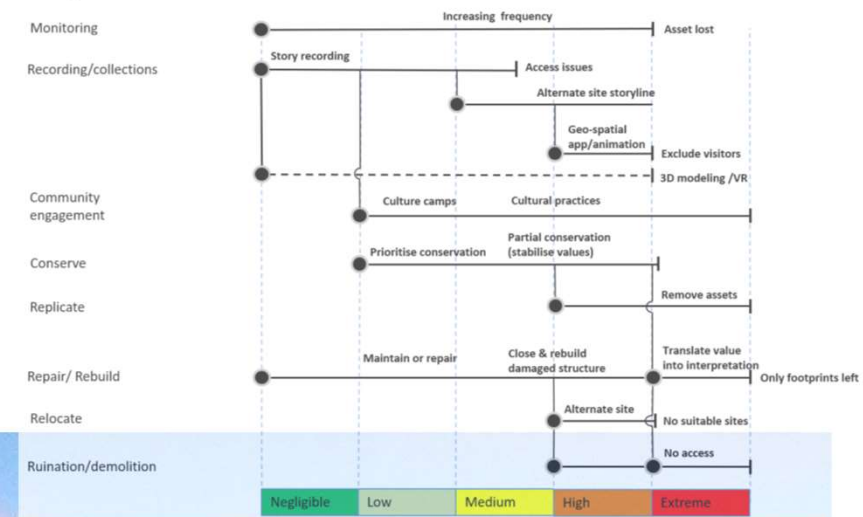 Increasing frequency
Monitoring
Asset lost
Story recording
Recording/collections
Access issues
Alternate site storyline
Geo-spatial
app/animation
Exclude visitors
3D modeling /VR
Community
engagement
Culture camps
Cultural practices
Conserve
Prioritise conservation
Partial conservation
(stabilise values)
Replicate
Remove assets
Repair/ Rebuild
Maintain or repair
Close & rebuild
damaged structure
Translate value
into interpretation
Only footprints left
Relocate
Alternate site
No suitable sites
Ruination/demolition
No access
Negligible
Low
Medium
High
Extreme